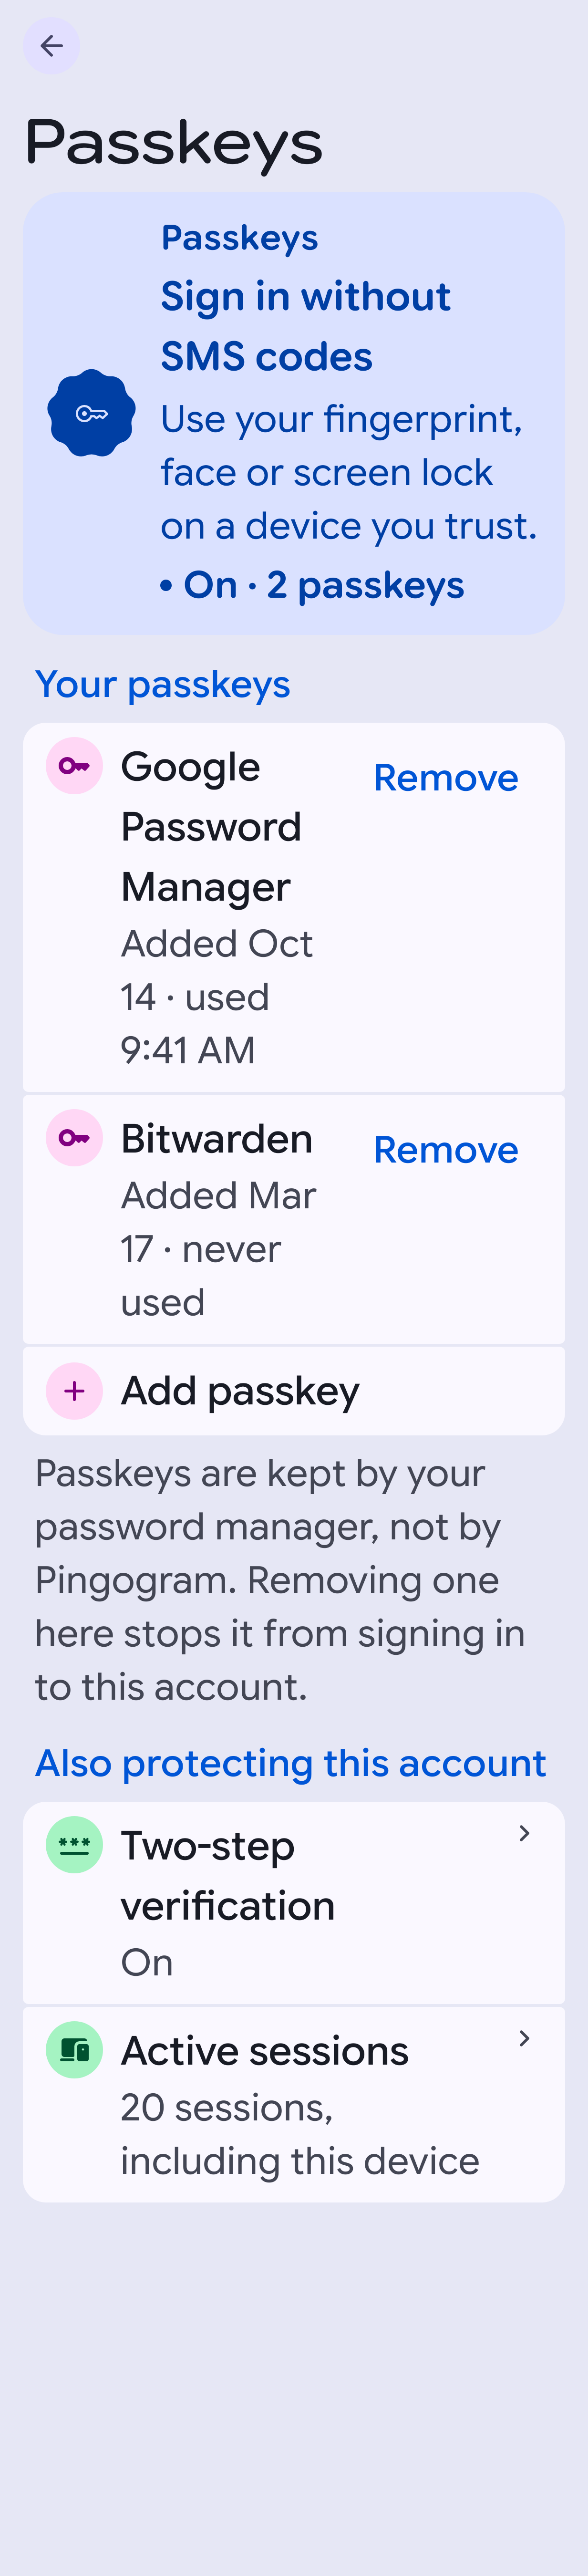 Passkeys
Passkeys
Sign in without
SMS codes
Use your fingerprint,
face or screen lock
on a device you trust.
• On · 2 passkeys
Your passkeys
Google
Password
Manager
Remove
Added Oct
14 · used
9:41 AM
Bitwarden
Remove
Added Mar
17 · never
used
Add passkey
Passkeys are kept by your
password manager, not by
Pingogram. Removing one
here stops it from signing in
to this account.
Also protecting this account
Two-step
verification
On
Active sessions
20 sessions,
including this device